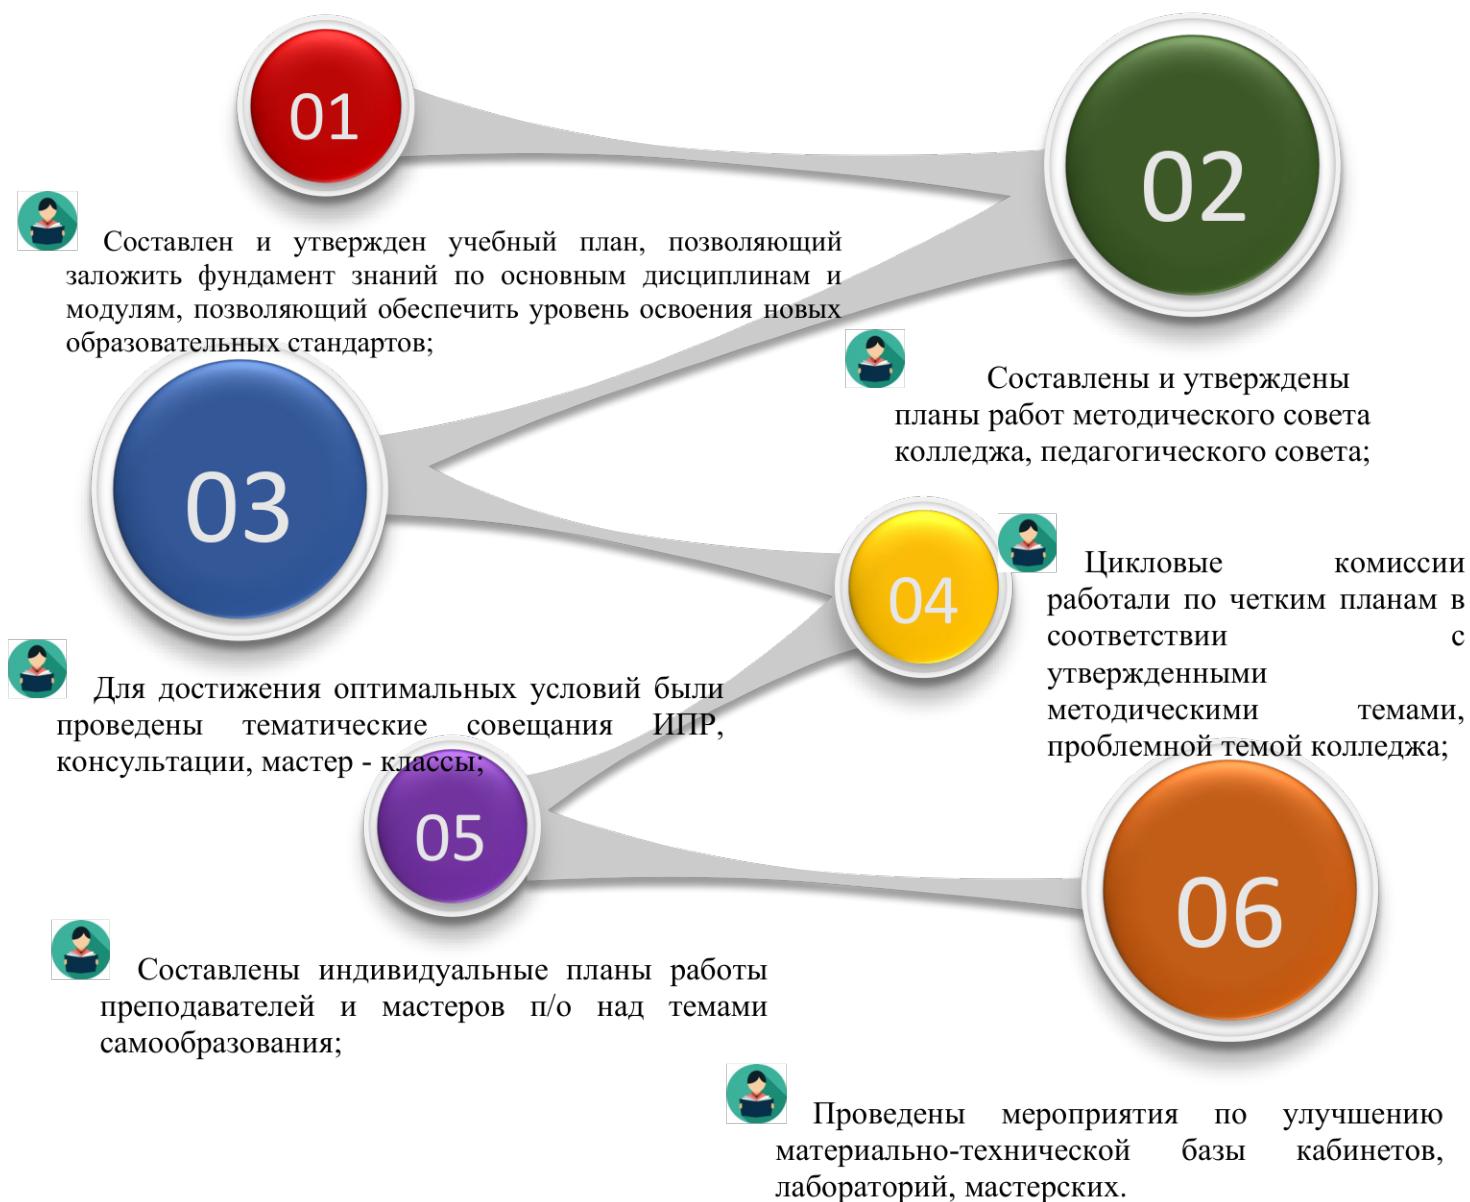 01
Составлен и утвержден учебный план, позволяющий
заложить фундамент знаний по основным дисциплинам и
модулям, позволяющий обеспечить уровень освоения новых
образовательных стандартов;
02
Составлены и утверждены
планы работ методического совета
колледжа, педагогического совета;
03
Для достижения оптимальных условий были
проведены тематические совещания ИПР,
консультации, мастер - классы;
04
Цикловые комиссии
работали по четким планам в
соответствии с
утвержденными
методическими темами,
проблемной темой колледжа;
05
Составлены индивидуальные планы работы
преподавателей и мастеров п/о над темами
самообразования;
06
Проведены мероприятия по улучшению
материально-технической базы кабинетов,
лабораторий, мастерских.